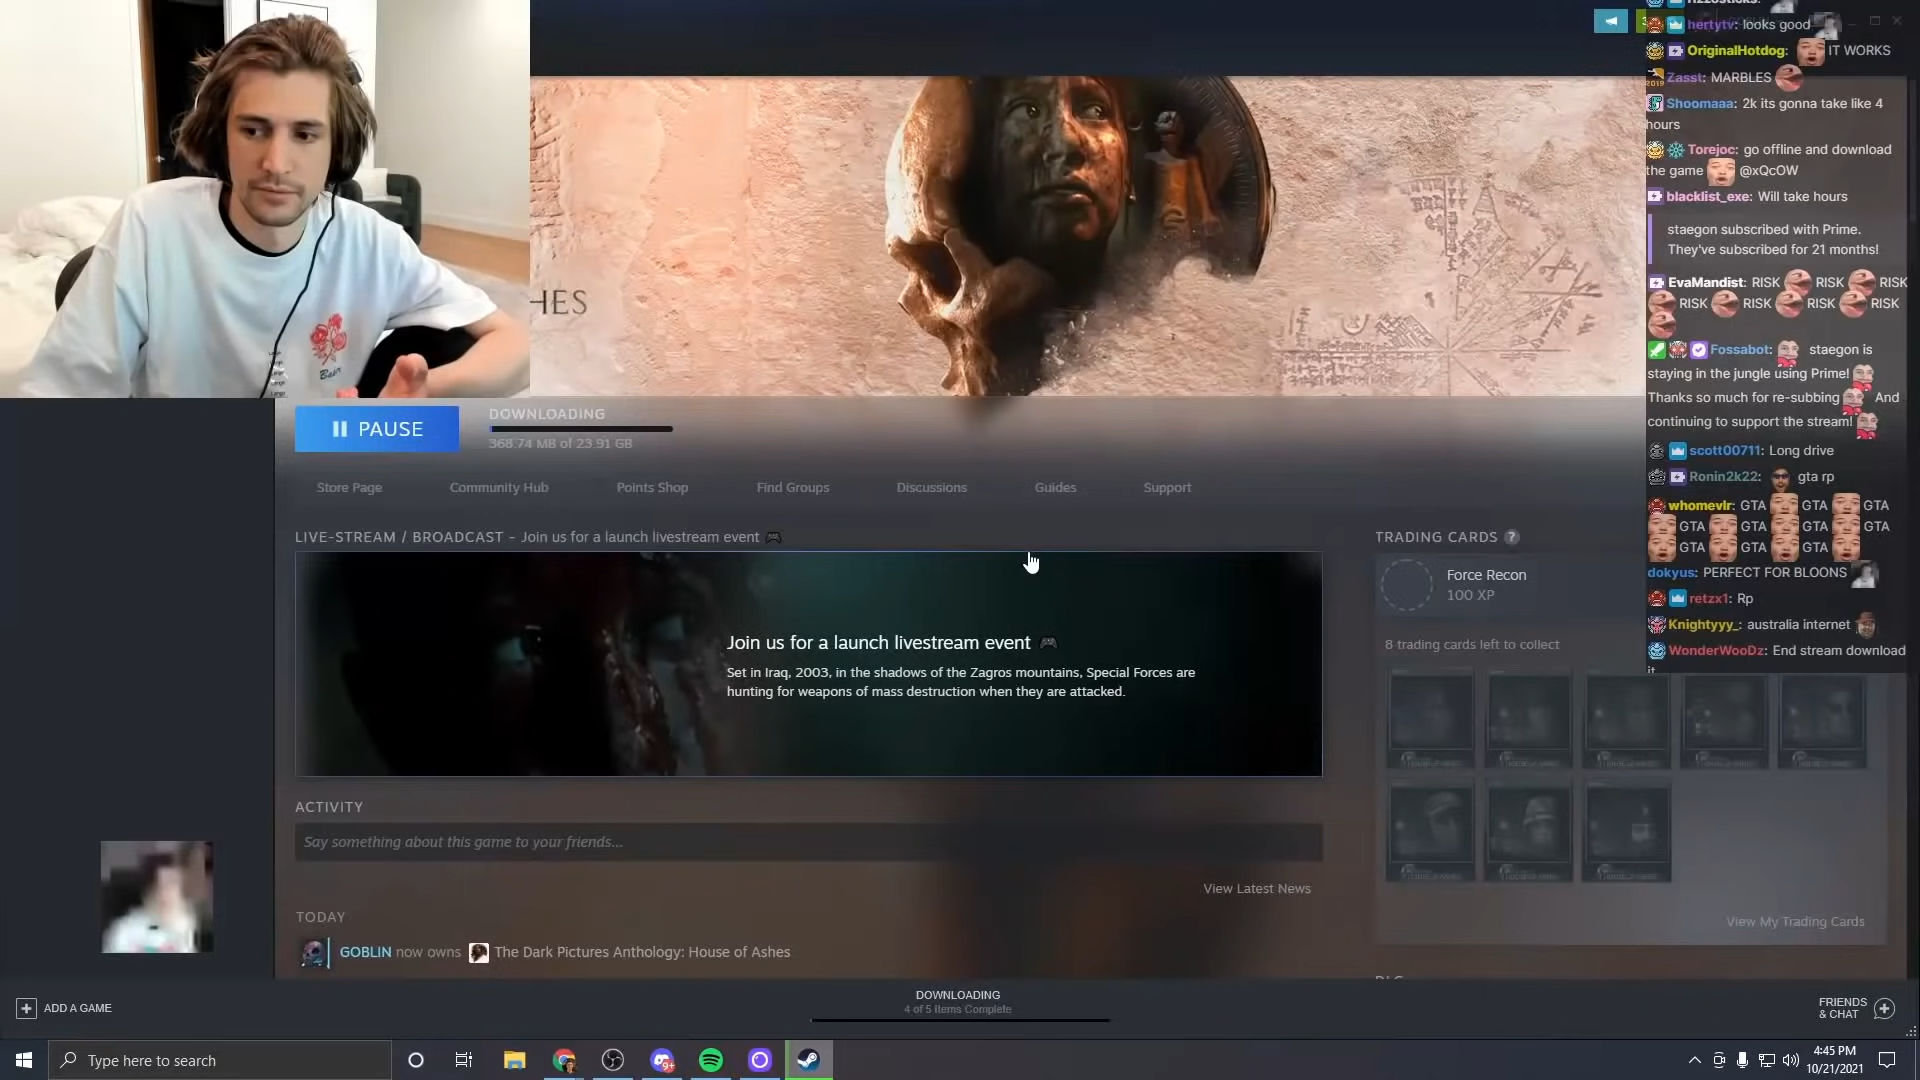 hertytv: looks good
OriginalHotdog: IT WORKS
Zasst: MARBLES
Shoomaaa: 2k its gonna take like 4
hours
Torejoc: go offline and download
the game @xQcOW
blacklist_exe: Will take hours
staegon subscribed with Prime.
They've subscribed for 21 months!
EvaMandist: RISK RISK RISK
RISK RISK RISK RISK
Fossabot: staegon is
staying in the jungle using Prime!
Thanks so much for re-subbing And
continuing to support the stream!
scott00711: Long drive
Ronin2k22: gta rp
whomevlr: GTA GTA GTA
GTA GTA GTA GTA
GTA GTA GTA
dokyus: PERFECT FOR BLOONS
retzx1: Rp
Knightyyy_: australia internet
WonderWooDz: End stream download
it
HES
PAUSE
DOWNLOADING
368.74 MB of 23.91 GB
Store Page Community Hub Points Shop Find Groups Discussions Guides Support
LIVE-STREAM / BROADCAST - Join us for a launch livestream event
Join us for a launch livestream event
Set in Iraq, 2003, in the shadows of the Zagros mountains, Special Forces are
hunting for weapons of mass destruction when they are attacked.
TRADING CARDS ?
Force Recon
100 XP
8 trading cards left to collect
View My Trading Cards
ACTIVITY
Say something about this game to your friends...
View Latest News
TODAY
GOBLIN now owns The Dark Pictures Anthology: House of Ashes
ADD A GAME
DOWNLOADING
4 of 5 Items Complete
FRIENDS
& CHAT
Type here to search
9+
4:45 PM
10/21/2021